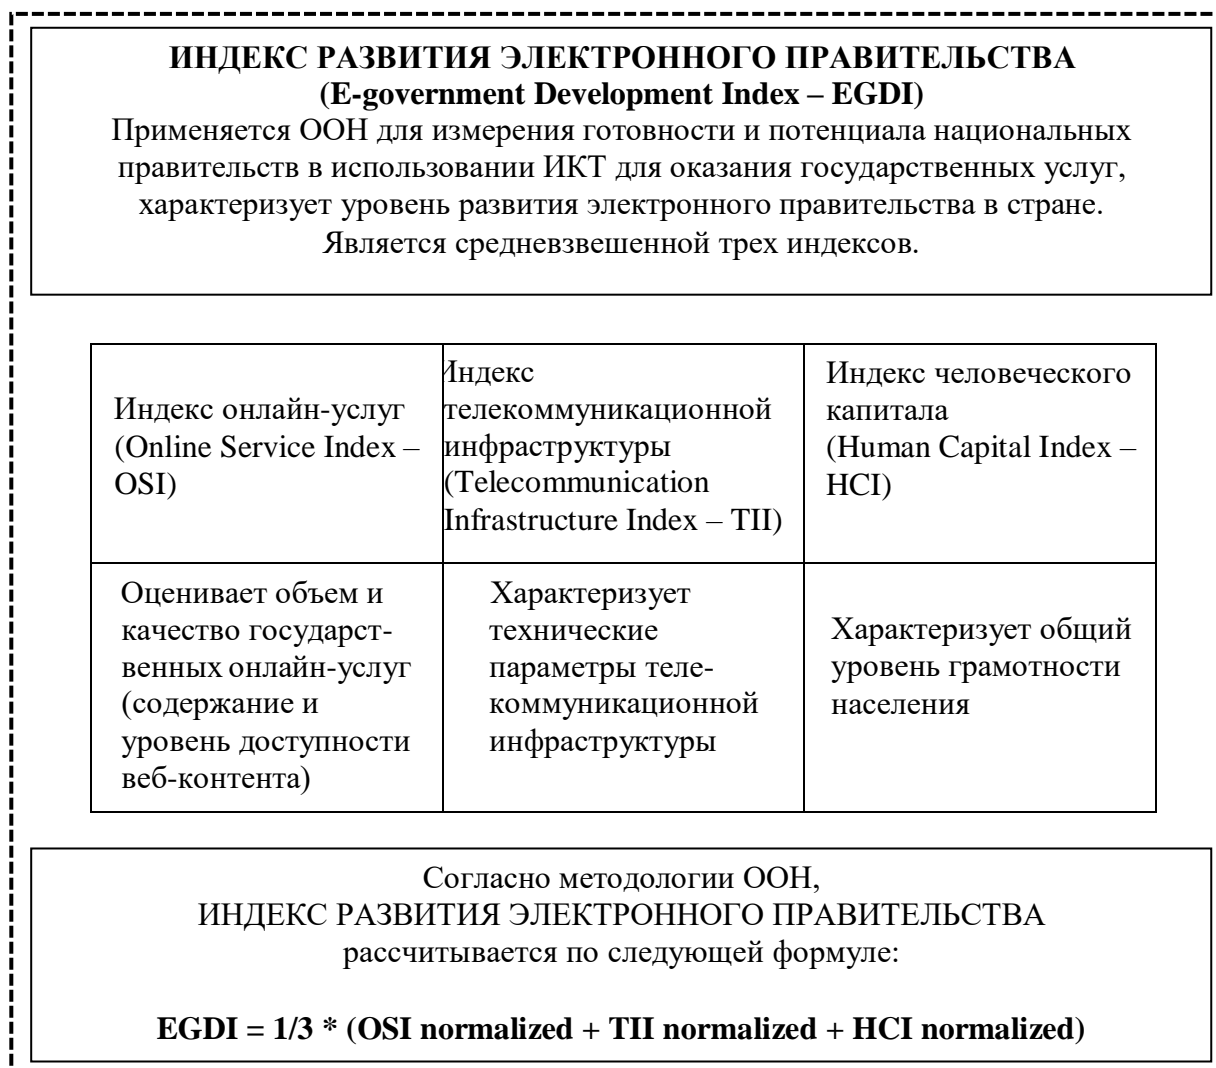 ИНДЕКС РАЗВИТИЯ ЭЛЕКТРОННОГО ПРАВИТЕЛЬСТВА
(E-government Development Index – EGDI)
Применяется ООН для измерения готовности и потенциала национальных
правительств в использовании ИКТ для оказания государственных услуг,
характеризует уровень развития электронного правительства в стране.
Является средневзвешенной трех индексов.
Индекс онлайн-услуг
(Online Service Index –
OSI)
Индекс
телекоммуникационной
инфраструктуры
(Telecommunication
Infrastructure Index – TII)
Индекс человеческого
капитала
(Human Capital Index –
HCI)
Оценивает объем и
качество государст-
венных онлайн-услуг
(содержание и
уровень доступности
веб-контента)
Характеризует
технические
параметры теле-
коммуникационной
инфраструктуры
Характеризует общий
уровень грамотности
населения
Согласно методологии ООН,
ИНДЕКС РАЗВИТИЯ ЭЛЕКТРОННОГО ПРАВИТЕЛЬСТВА
рассчитывается по следующей формуле:
EGDI = 1/3 * (OSI normalized + TII normalized + HCI normalized)